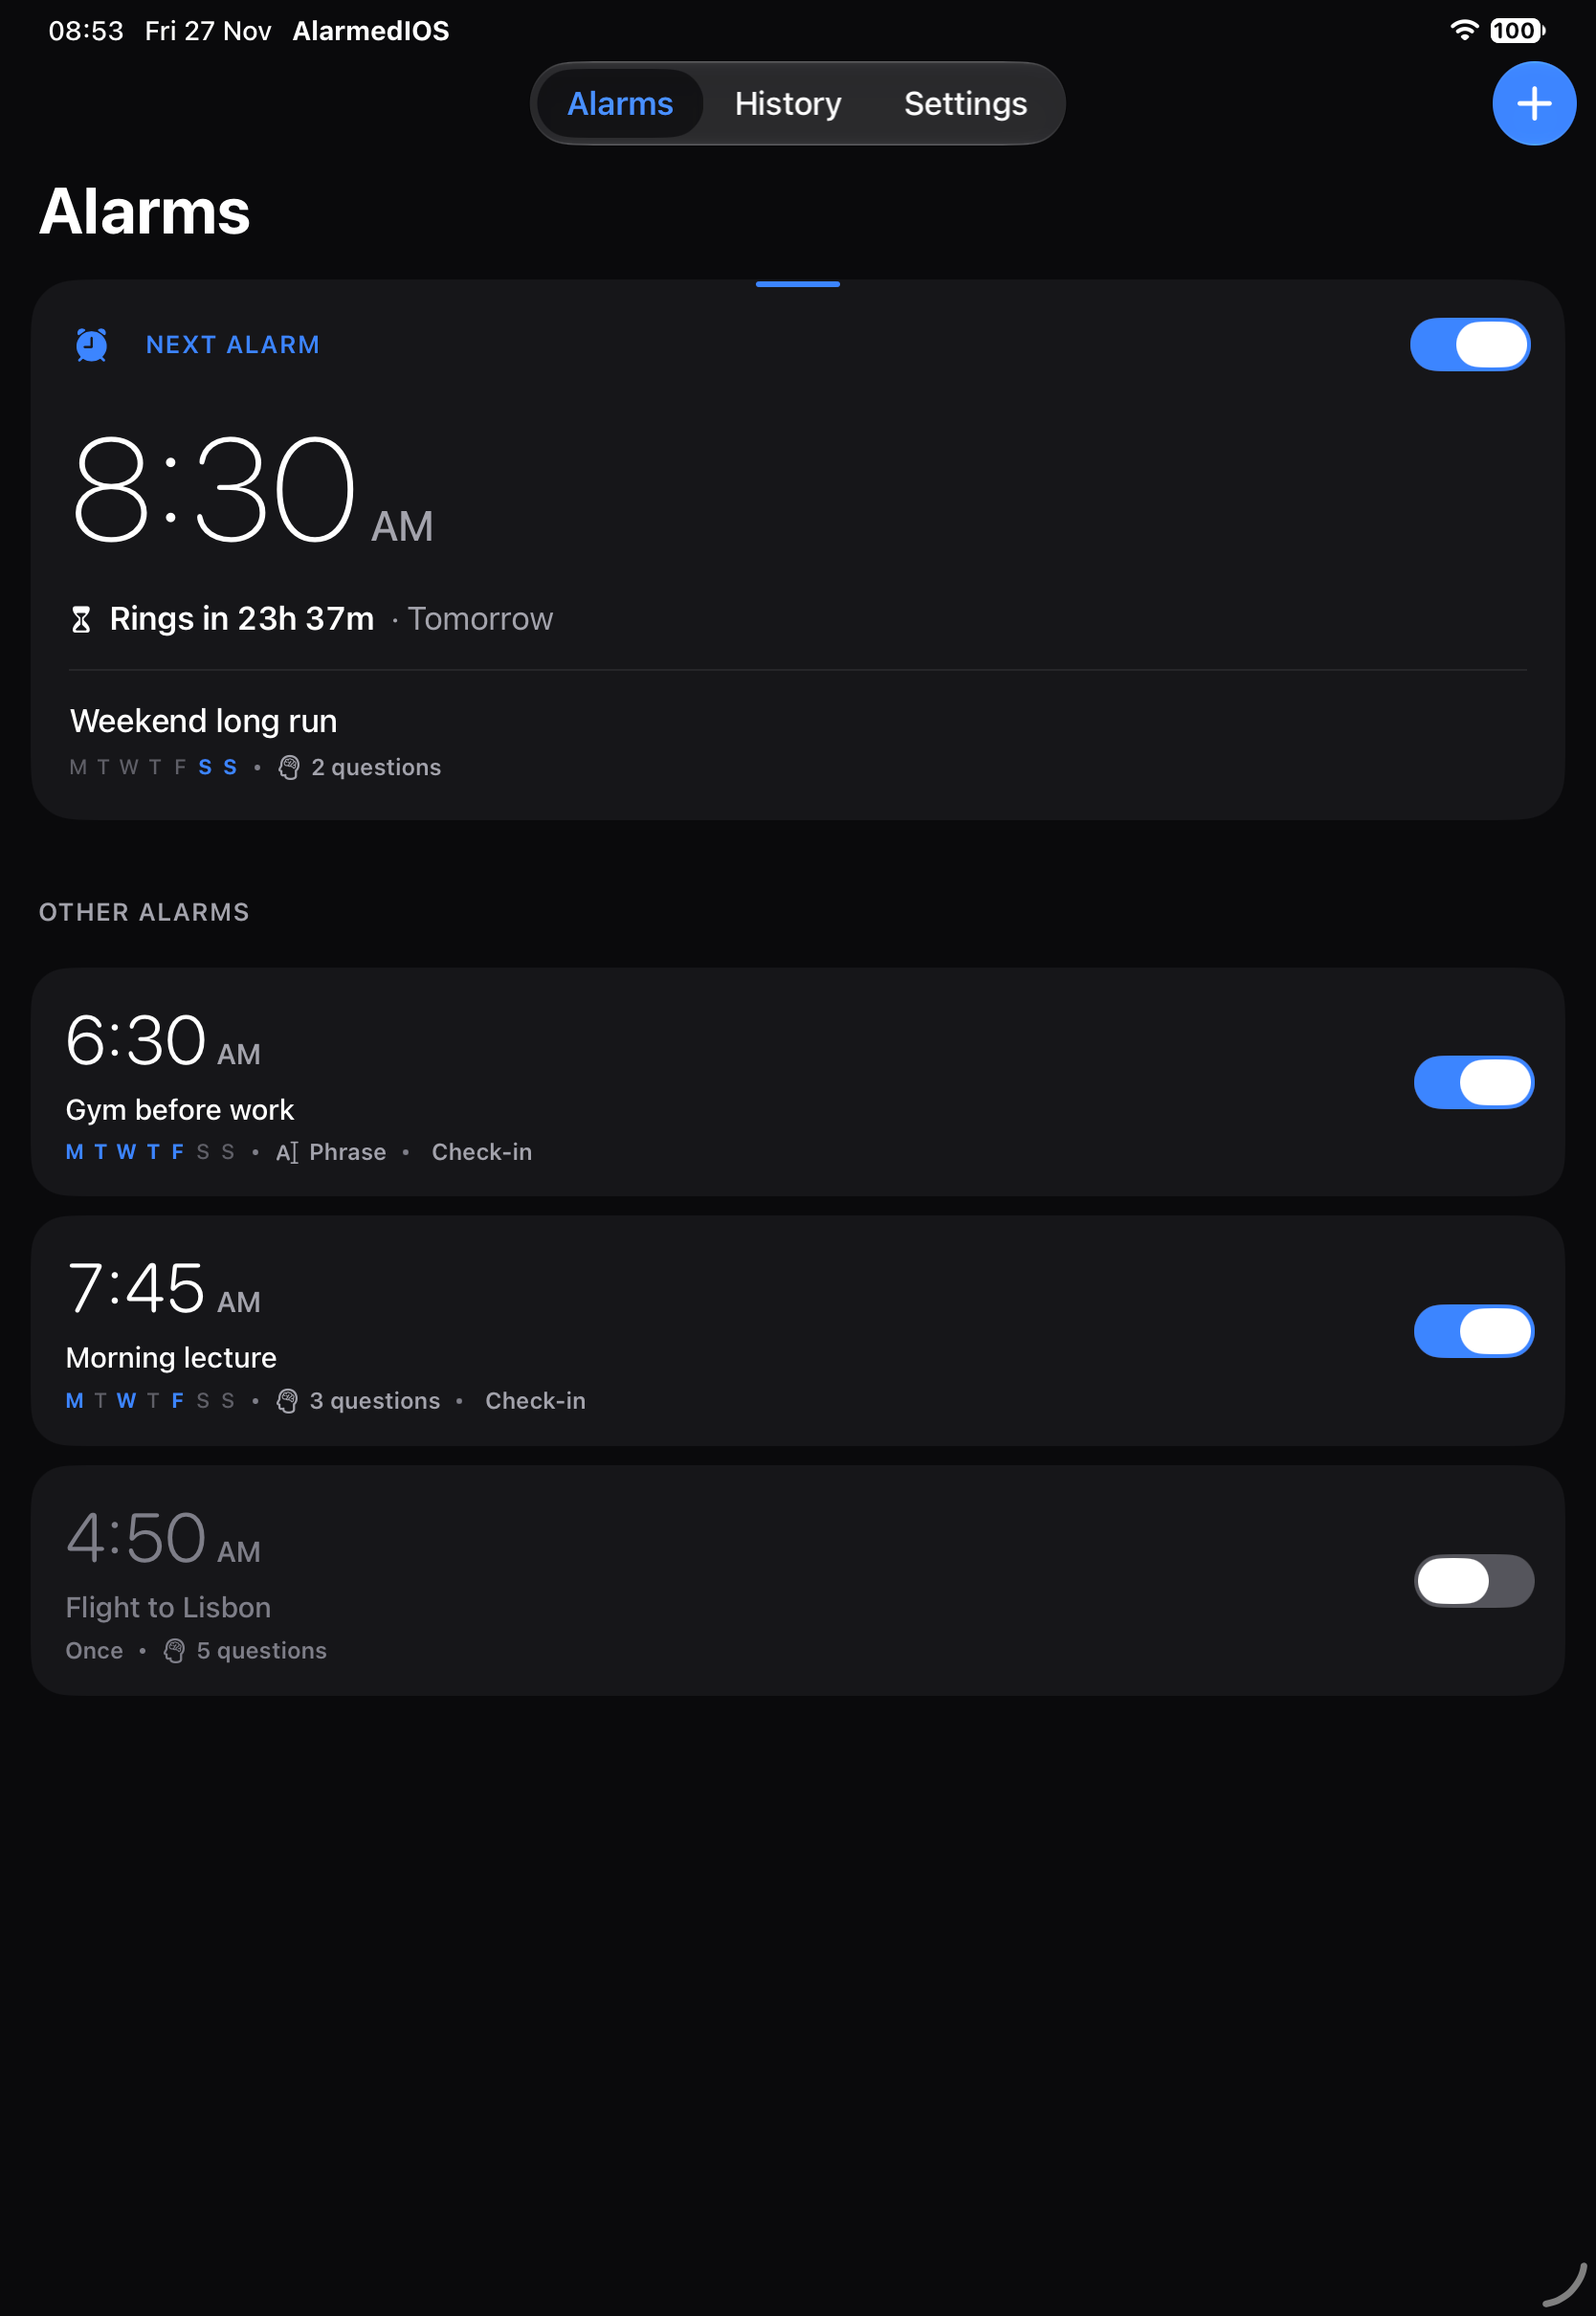 08:53 Fri 27 Nov AlarmedIOS 100
Alarms History Settings
Alarms
NEXT ALARM
8:30 AM
Rings in 23h 37m · Tomorrow
Weekend long run
M T W T F S S • 2 questions
OTHER ALARMS
6:30 AM
Gym before work
M T W T F S S • Phrase • Check-in
7:45 AM
Morning lecture
M T W T F S S • 3 questions • Check-in
4:50 AM
Flight to Lisbon
Once • 5 questions